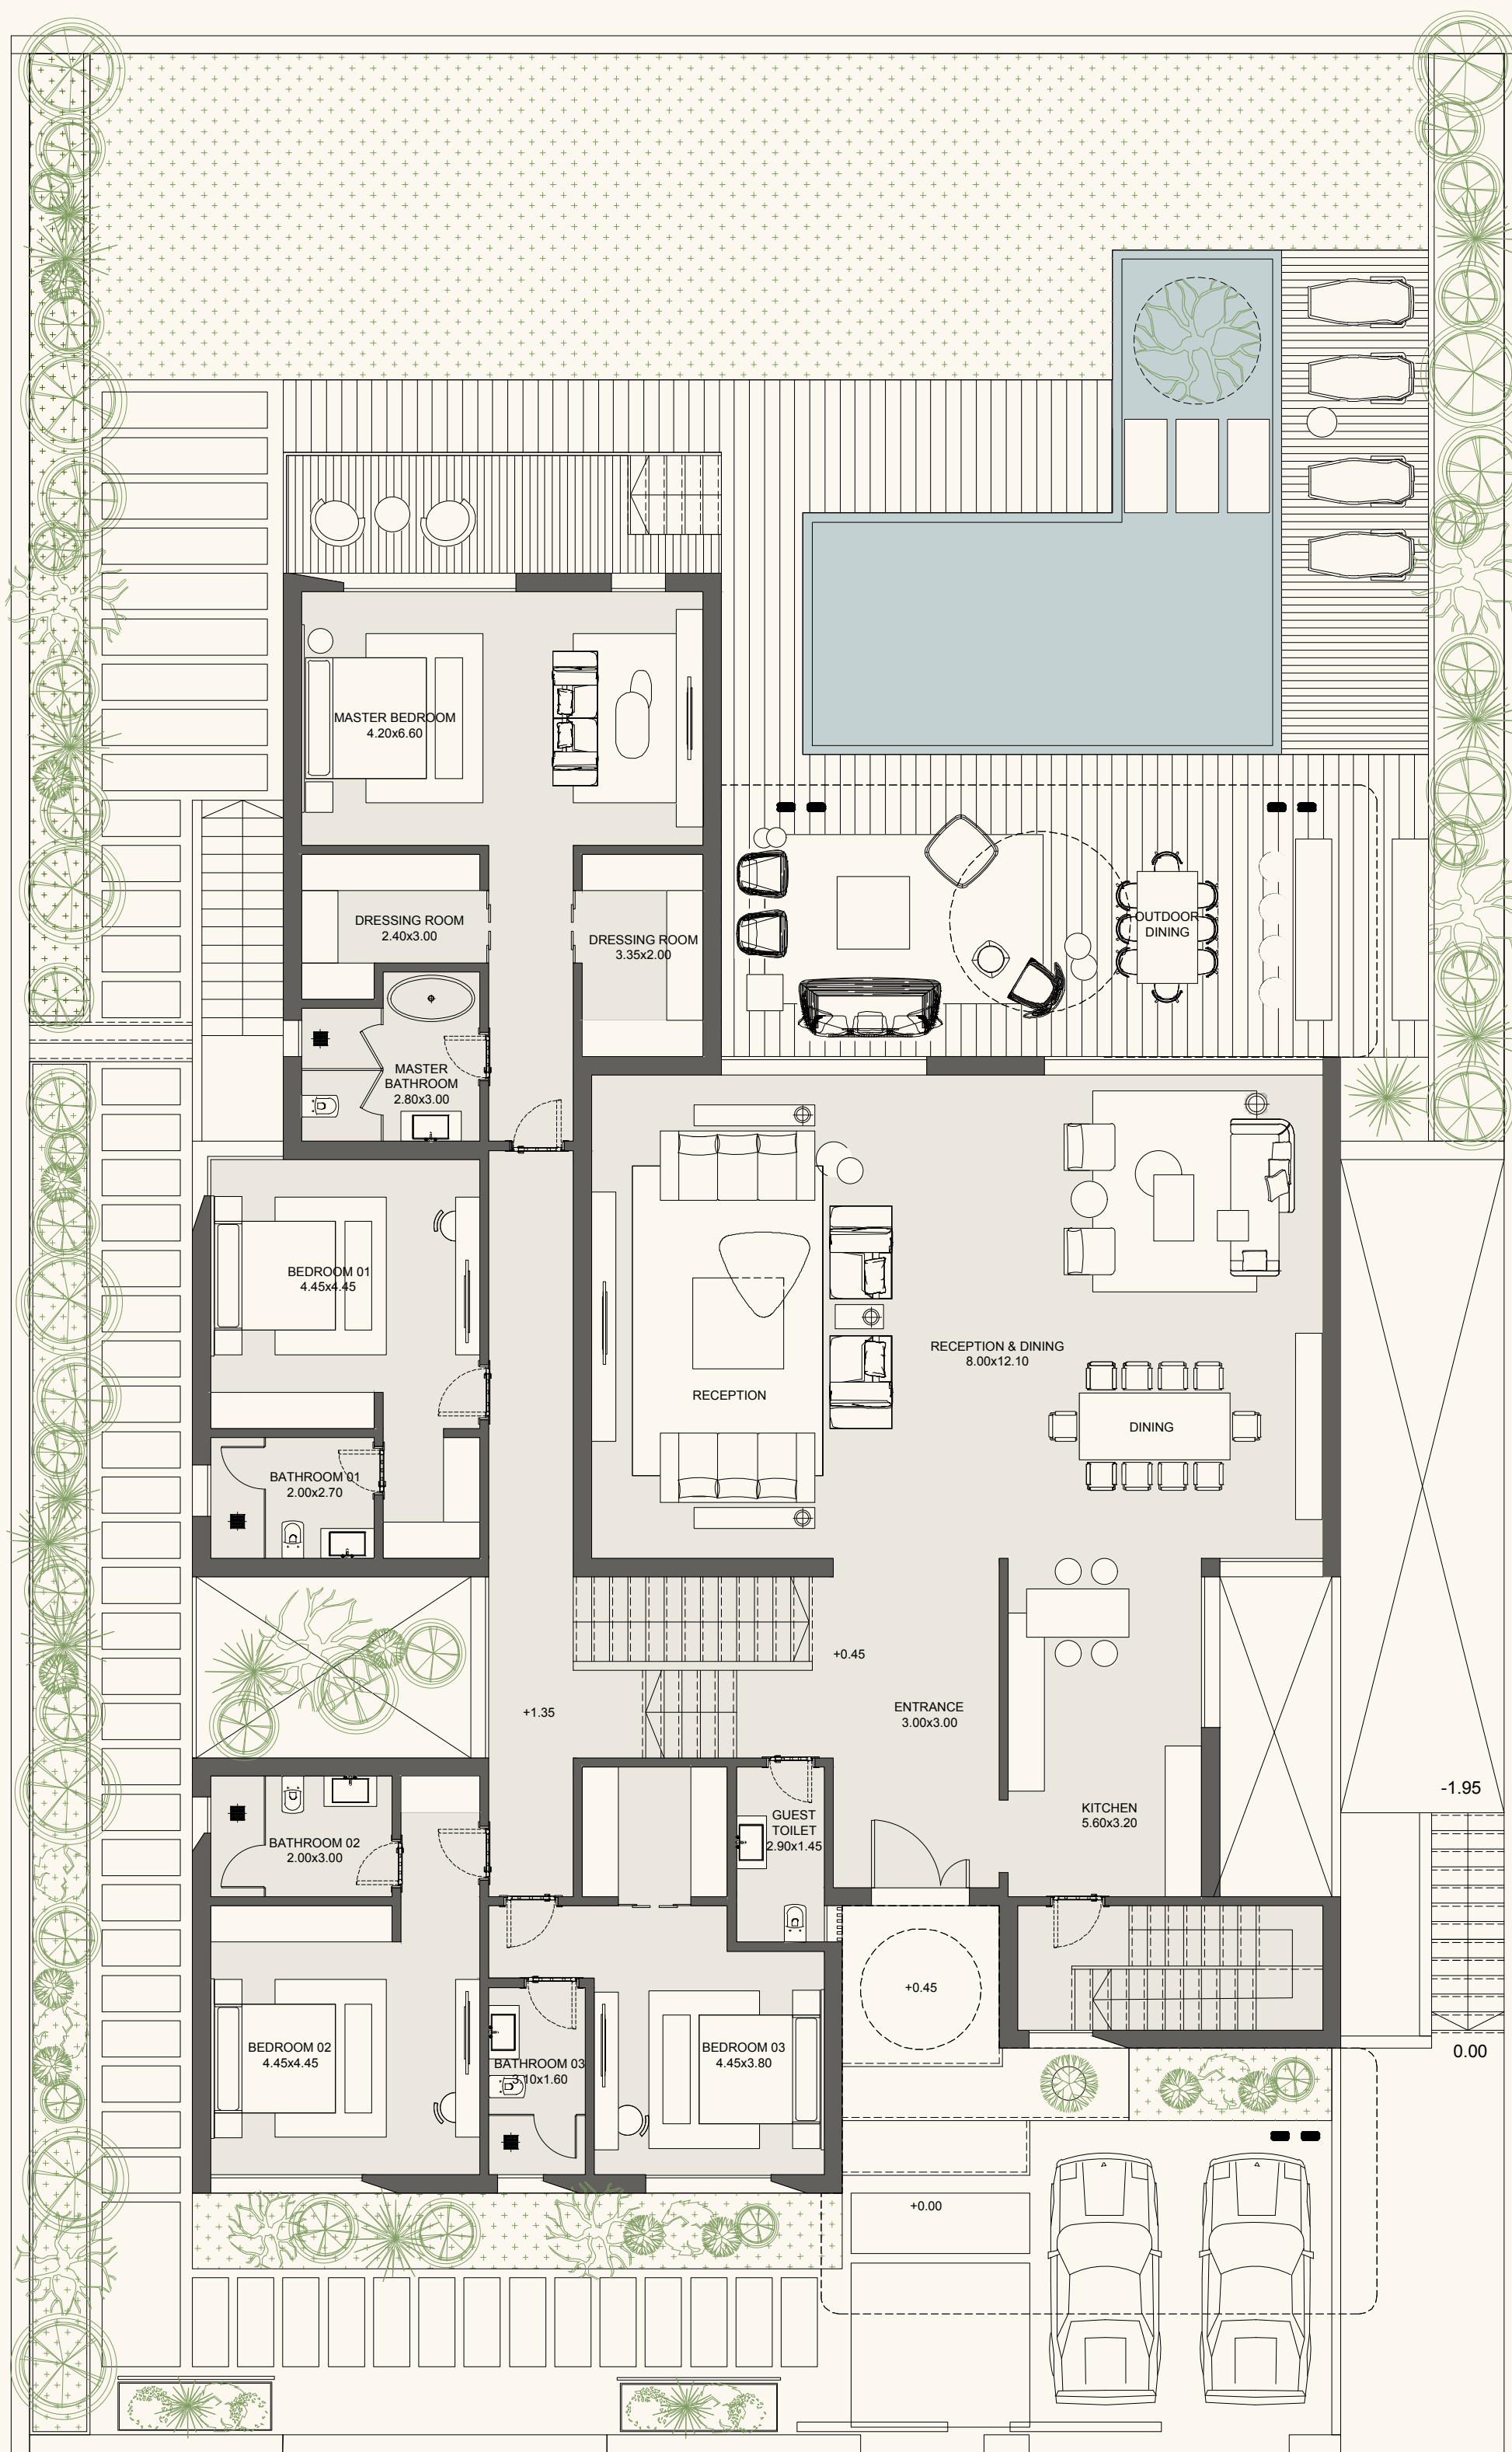 MASTER BEDROOM
4.20x6.60
DRESSING ROOM
2.40x3.00
DRESSING ROOM
3.35x2.00
OUTDOOR
DINING
MASTER
BATHROOM
2.80x3.00
BEDROOM 01
4.45x4.45
RECEPTION & DINING
8.00x12.10
RECEPTION
DINING
BATHROOM 01
2.00x2.70
+0.45
+1.35
ENTRANCE
3.00x3.00
-1.95
KITCHEN
5.60x3.20
GUEST
TOILET
2.90x1.45
BATHROOM 02
2.00x3.00
+0.45
BEDROOM 02
4.45x4.45
BATHROOM 03
3.10x1.60
BEDROOM 03
4.45x3.80
0.00
+0.00